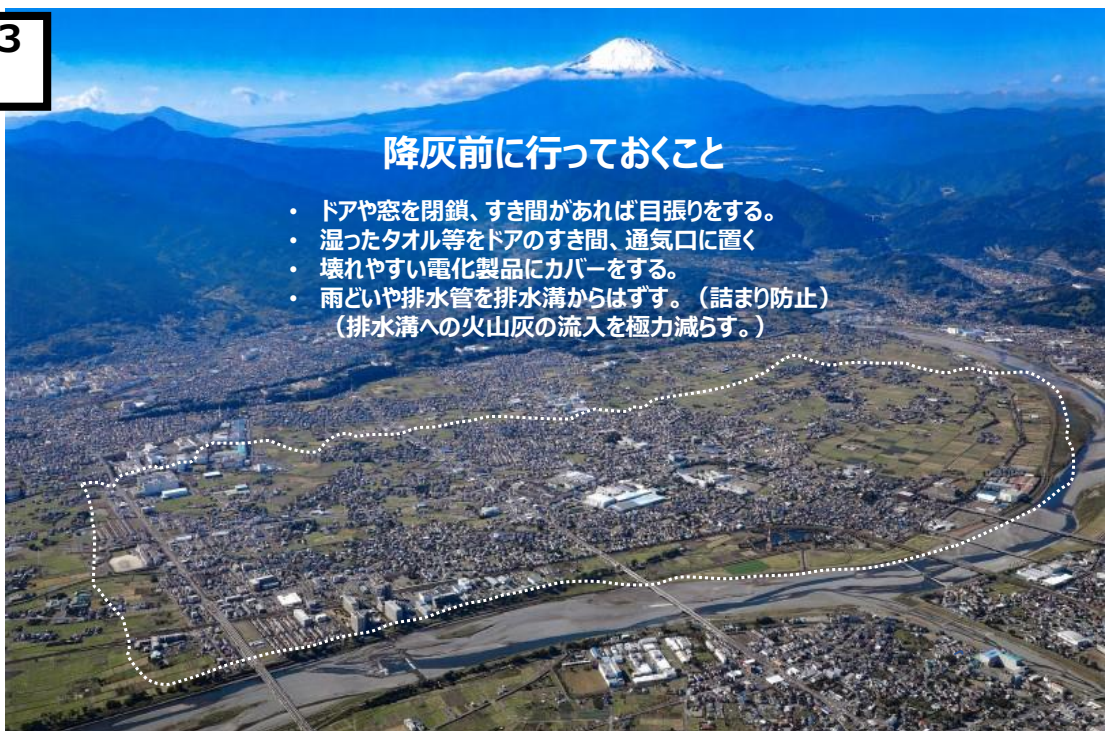 3
降灰前に行っておくこと
• ドアや窓を閉鎖、すき間があれば目張りをする。
• 湿ったタオル等をドアのすき間、通気口に置く
• 壊れやすい電化製品にカバーをする。
• 雨どいや排水管を排水溝からはずす。（詰まり防止）
（排水溝への火山灰の流入を極力減らす。）